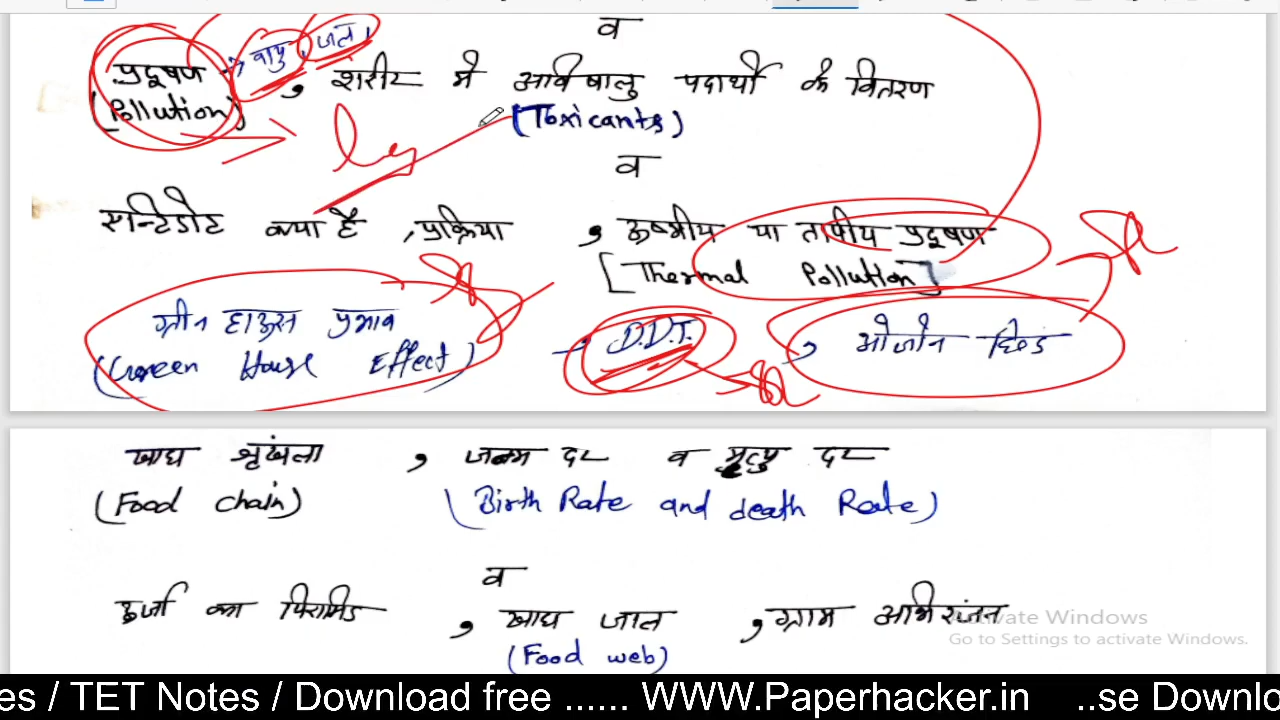 व
प्रदूषण → वायु, जल,
(Pollution) , शरीर में आविषालु पदार्थो के वितरण
by (Toxicants)
व
एन्टिडोट क्या है , प्रक्रिया , ऊष्मीय या तापीय प्रदूषण
[Thermal Pollution]
ग्रीन हाऊस प्रभाव → D.D.T. , ओजोन छिद्र
(Green House Effect)
खाद्य श्रृंखला , जन्म दर व मृत्यु दर
(Food chain) (Birth Rate and death Rate)
व
ऊर्जा का पिरामिड , खाद्य जाल , ग्राम अभिरंजन
(Food web)
Activate Windows
Go to Settings to activate Windows.
es / TET Notes / Download free ...... WWW.Paperhacker.in ..se Downlo